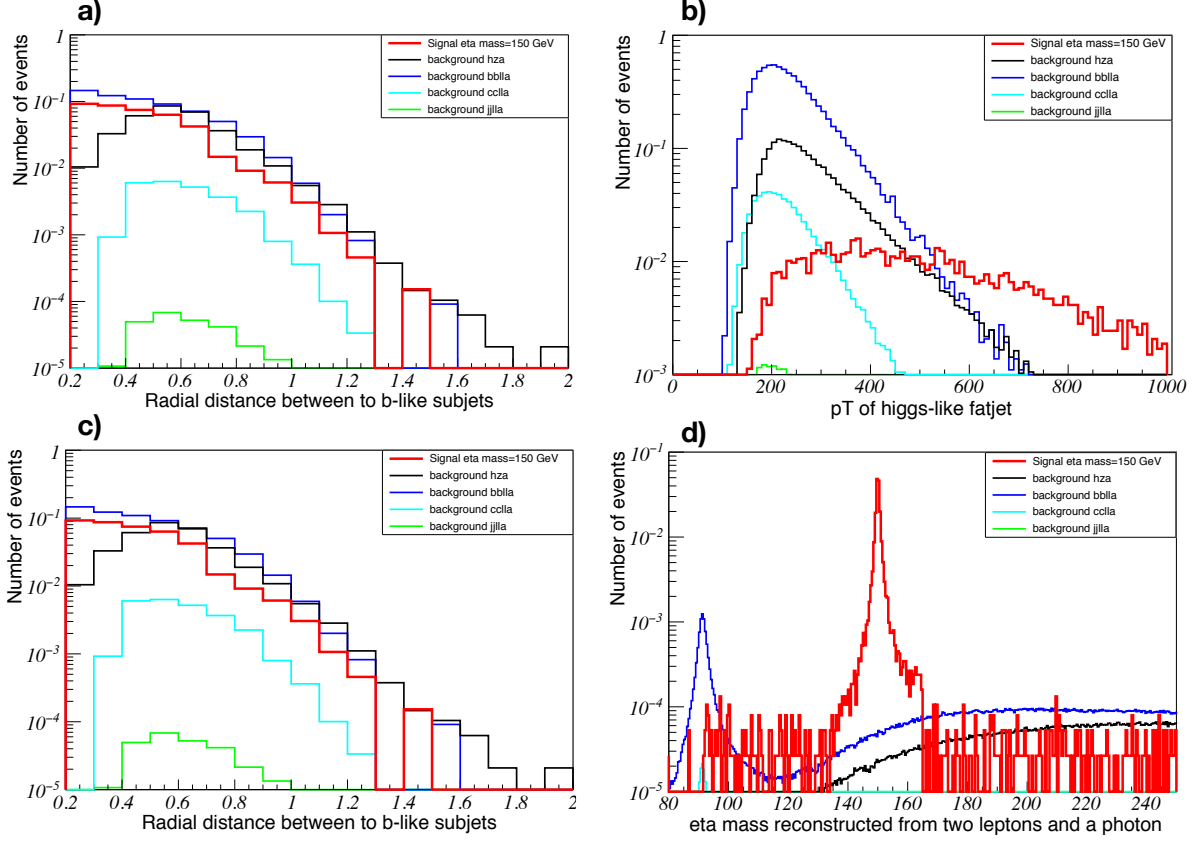 a)
Number of events
1
10^-1
10^-2
10^-3
10^-4
10^-5
Signal eta mass=150 GeV
background hza
background bblla
background cclla
background jjlla
0.2 0.4 0.6 0.8 1 1.2 1.4 1.6 1.8 2
Radial distance between to b-like subjets
b)
Number of events
1
10^-1
10^-2
10^-3
Signal eta mass=150 GeV
background hza
background bblla
background cclla
background jjlla
0 200 400 600 800 1000
pT of higgs-like fatjet
c)
Number of events
1
10^-1
10^-2
10^-3
10^-4
10^-5
Signal eta mass=150 GeV
background hza
background bblla
background cclla
background jjlla
0.2 0.4 0.6 0.8 1 1.2 1.4 1.6 1.8 2
Radial distance between to b-like subjets
d)
Number of events
10^-1
10^-2
10^-3
10^-4
10^-5
Signal eta mass=150 GeV
background hza
background bblla
background cclla
background jjlla
80 100 120 140 160 180 200 220 240
eta mass reconstructed from two leptons and a photon